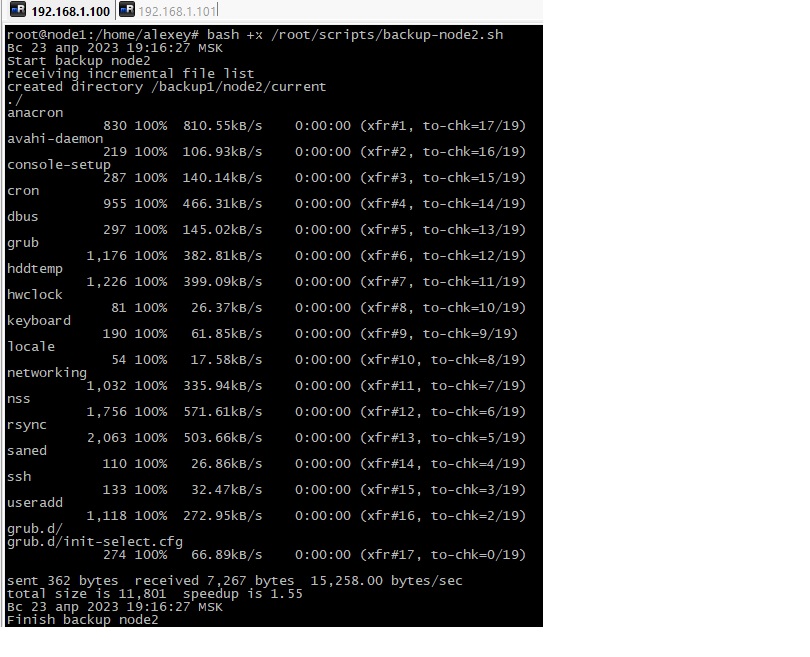 192.168.1.100 192.168.1.101
root@node1:/home/alexey# bash +x /root/scripts/backup-node2.sh
Вс 23 апр 2023 19:16:27 MSK
Start backup node2
receiving incremental file list
created directory /backup1/node2/current
./
anacron
830 100% 810.55kB/s 0:00:00 (xfr#1, to-chk=17/19)
avahi-daemon
219 100% 106.93kB/s 0:00:00 (xfr#2, to-chk=16/19)
console-setup
287 100% 140.14kB/s 0:00:00 (xfr#3, to-chk=15/19)
cron
955 100% 466.31kB/s 0:00:00 (xfr#4, to-chk=14/19)
dbus
297 100% 145.02kB/s 0:00:00 (xfr#5, to-chk=13/19)
grub
1,176 100% 382.81kB/s 0:00:00 (xfr#6, to-chk=12/19)
hddtemp
1,226 100% 399.09kB/s 0:00:00 (xfr#7, to-chk=11/19)
hwclock
81 100% 26.37kB/s 0:00:00 (xfr#8, to-chk=10/19)
keyboard
190 100% 61.85kB/s 0:00:00 (xfr#9, to-chk=9/19)
locale
54 100% 17.58kB/s 0:00:00 (xfr#10, to-chk=8/19)
networking
1,032 100% 335.94kB/s 0:00:00 (xfr#11, to-chk=7/19)
nss
1,756 100% 571.61kB/s 0:00:00 (xfr#12, to-chk=6/19)
rsync
2,063 100% 503.66kB/s 0:00:00 (xfr#13, to-chk=5/19)
saned
110 100% 26.86kB/s 0:00:00 (xfr#14, to-chk=4/19)
ssh
133 100% 32.47kB/s 0:00:00 (xfr#15, to-chk=3/19)
useradd
1,118 100% 272.95kB/s 0:00:00 (xfr#16, to-chk=2/19)
grub.d/
grub.d/init-select.cfg
274 100% 66.89kB/s 0:00:00 (xfr#17, to-chk=0/19)
sent 362 bytes received 7,267 bytes 15,258.00 bytes/sec
total size is 11,801 speedup is 1.55
Вс 23 апр 2023 19:16:27 MSK
Finish backup node2